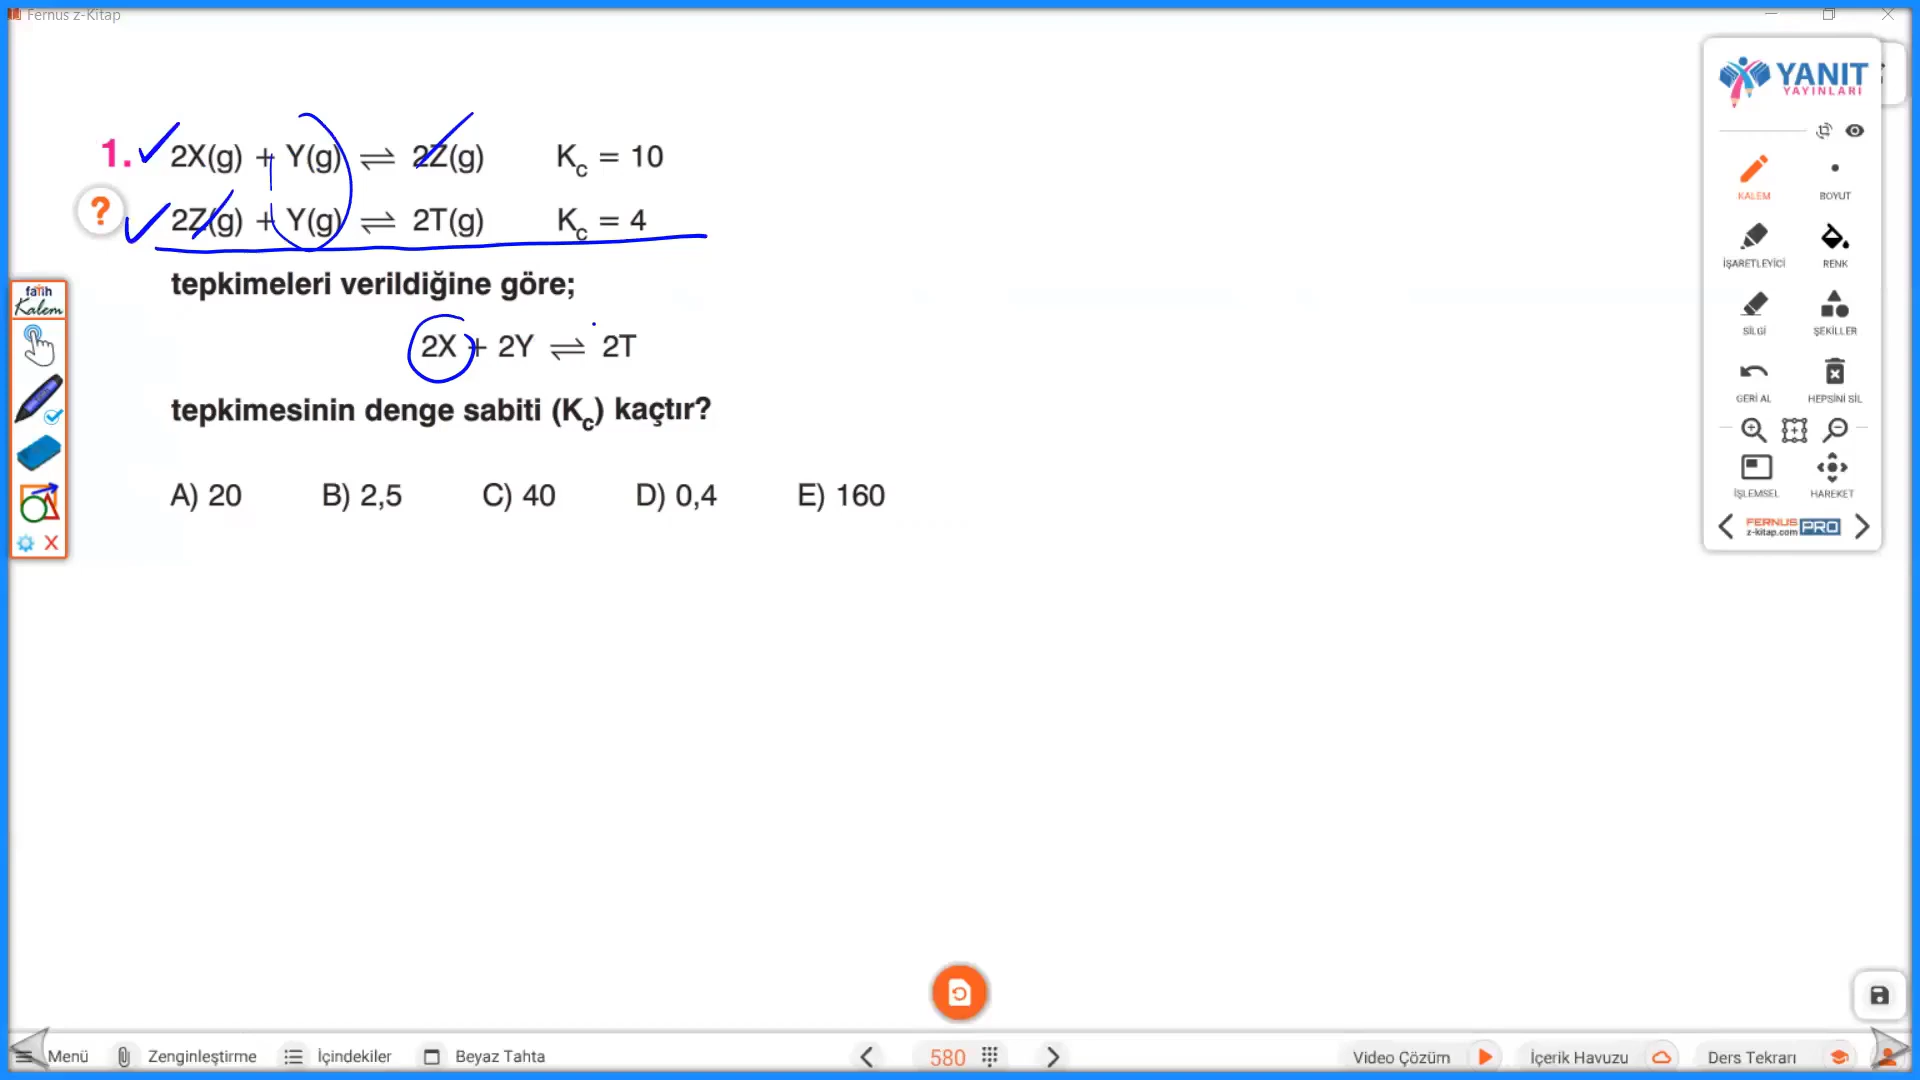 Fernus z-Kitap
YANIT
YAYINLARI
1. 2X(g) + Y(g) ⇌ 2Z(g) Kc = 10
2Z(g) + Y(g) ⇌ 2T(g) Kc = 4
?
tepkimeleri verildiğine göre;
2X + 2Y ⇌ 2T
tepkimesinin denge sabiti (Kc) kaçtır?
A) 20 B) 2,5 C) 40 D) 0,4 E) 160
fatih
Kalem
KALEM BOYUT
İŞARETLEYİCİ RENK
SİLGİ ŞEKİLLER
GERİ AL HEPSİNİ SİL
İŞLEMSEL HAREKET
FERNUS PRO
z-kitap.com
Menü Zenginleştirme İçindekiler Beyaz Tahta 580 Video Çözüm İçerik Havuzu Ders Tekrarı